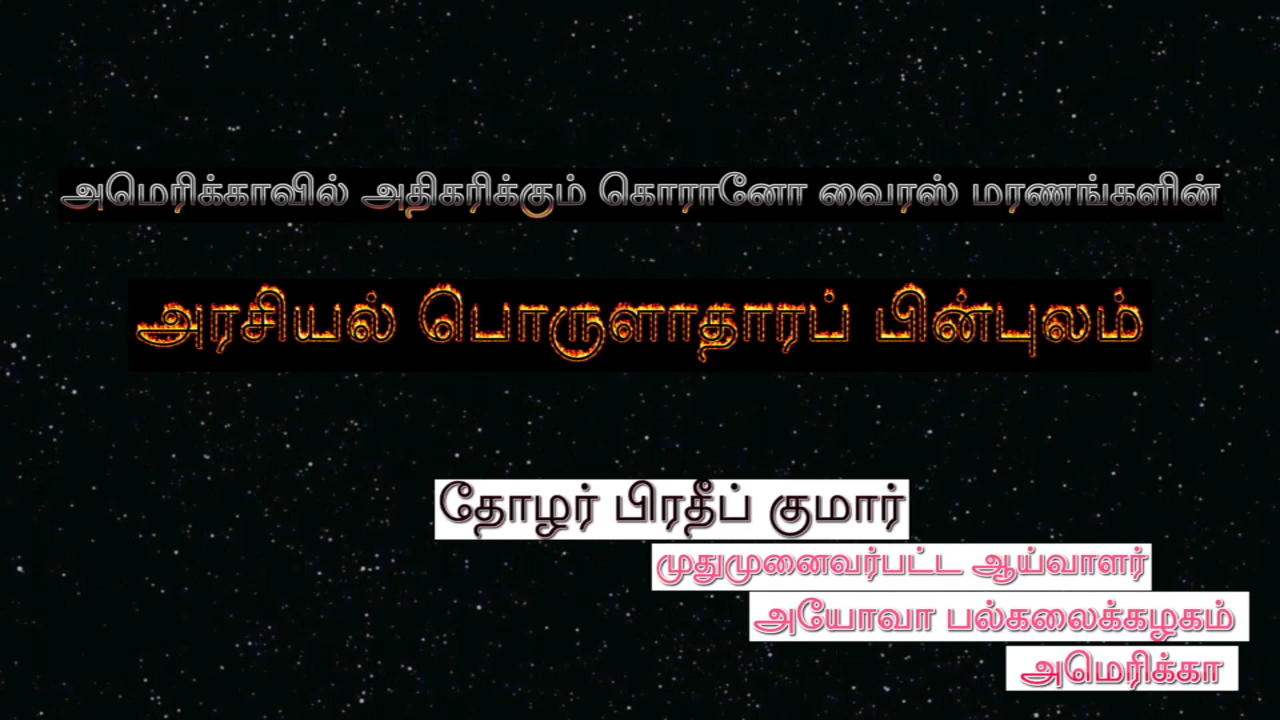 அமெரிக்காவில் அதிகரிக்கும் கொரானோ வைரஸ் மரணங்களின்
அரசியல் பொருளாதாரப் பின்புலம்
தோழர் பிரதீப் குமார்
முதுமுனைவர்பட்ட ஆய்வாளர்
அயோவா பல்கலைக்கழகம்
அமெரிக்கா